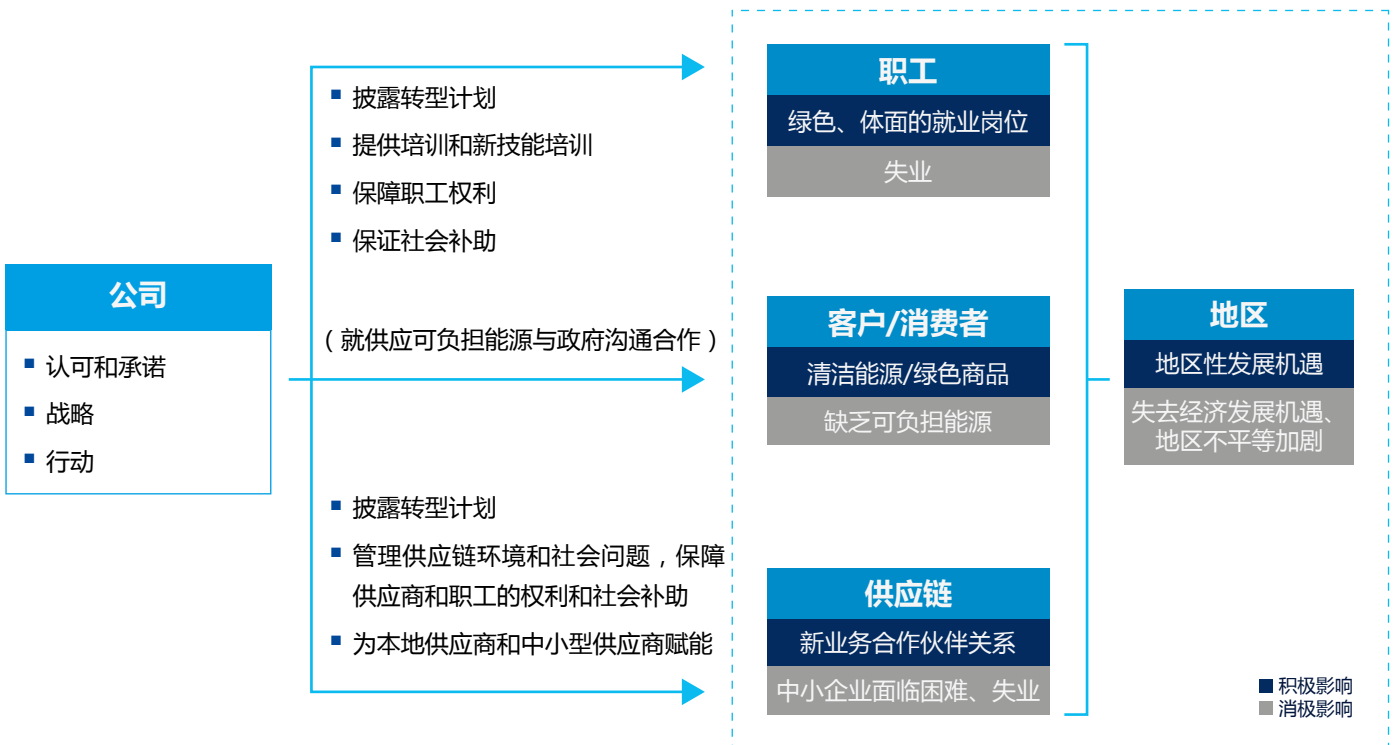 公司
认可和承诺
战略
行动
披露转型计划
提供培训和新技能培训
保障职工权利
保证社会补助
（就供应可负担能源与政府沟通合作）
披露转型计划
管理供应链环境和社会问题，保障
供应商和职工的权利和社会补助
为本地供应商和中小型供应商赋能
职工
绿色、体面的就业岗位
失业
客户/消费者
清洁能源/绿色商品
缺乏可负担能源
供应链
新业务合作伙伴关系
中小企业面临困难、失业
地区
地区性发展机遇
失去经济发展机遇、
地区不平等加剧
积极影响
消极影响